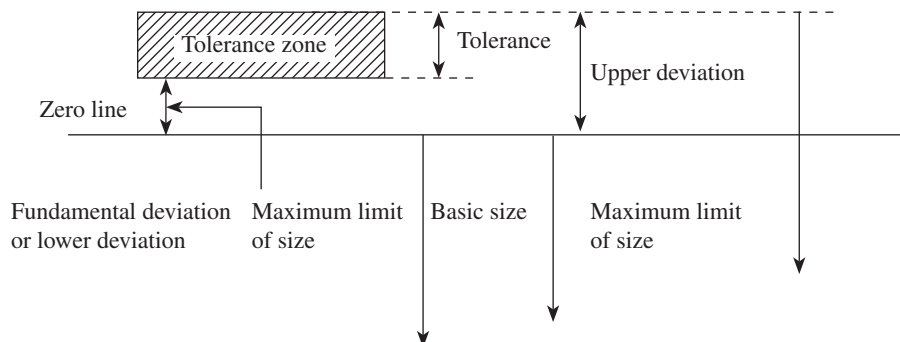 Tolerance zone
Tolerance
Upper deviation
Zero line
Fundamental deviation
or lower deviation
Maximum limit
of size
Basic size
Maximum limit
of size